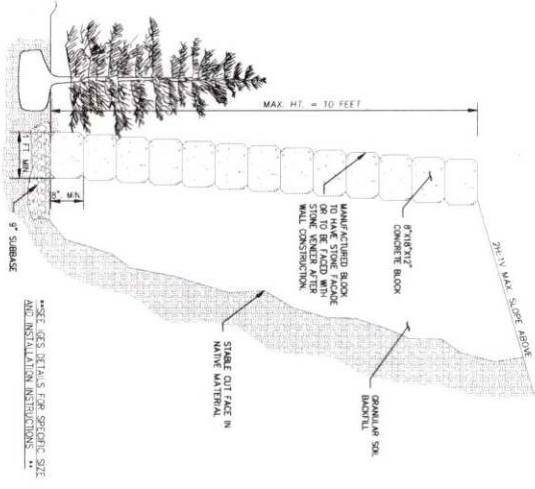 MAX. HT. = 10 FEET
2H:1V MAX. SLOPE ABOVE
8"X18"X12"
CONCRETE BLOCK
MANUFACTURED BLOCK
TO HAVE STONE FACADE
OR TO BE FACED WITH
STONE VENEER AFTER
WALL CONSTRUCTION.
GRANULAR SOIL
BACKFILL
STABLE CUT FACE IN
NATIVE MATERIAL
8" MIN.
1 FT. MIN.
9" SUBBASE
**SEE IGES DETAILS FOR SPECIFIC SIZE
AND INSTALLATION INSTRUCTIONS. **